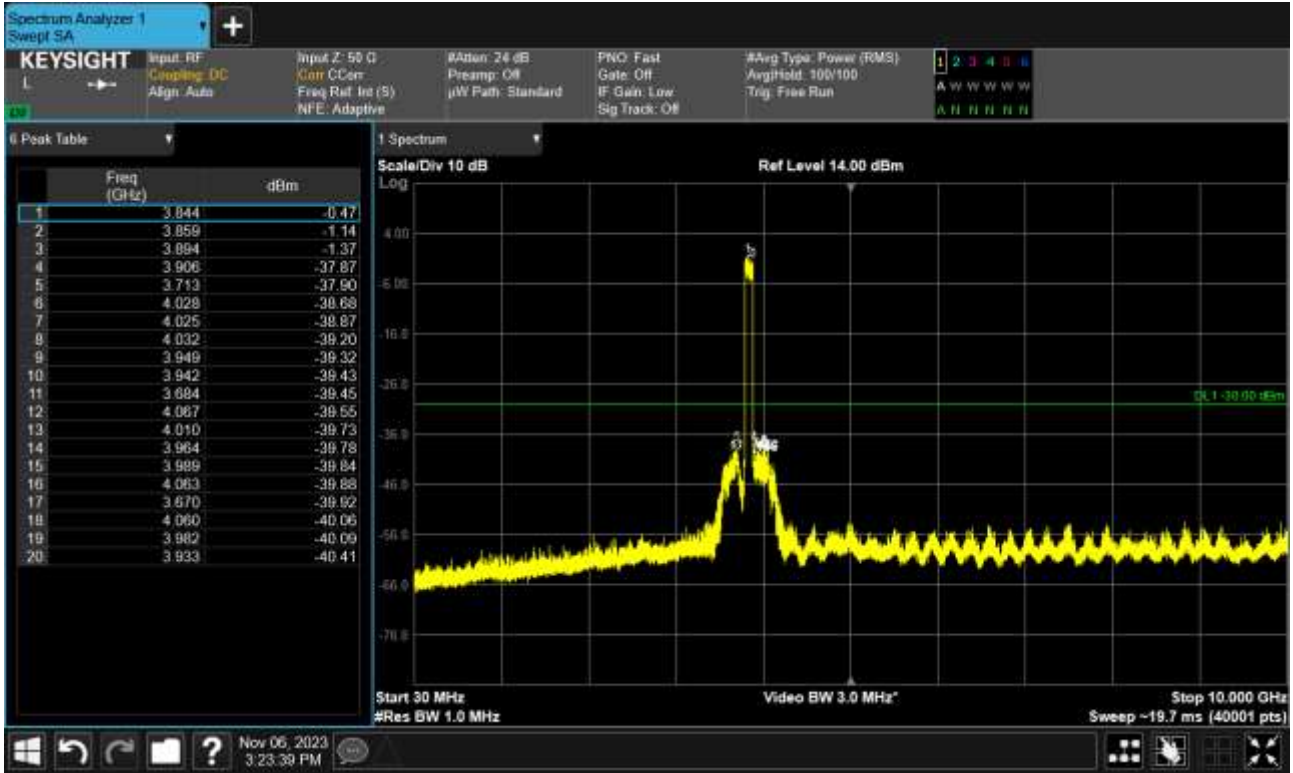 Spectrum Analyzer 1
Swept SA
+
KEYSIGHT
L
Input: RF
Coupling: DC
Align: Auto
Input Z: 50 Ω
Corr CCorr
Freq Ref: Int (S)
NFE: Adaptive
#Atten: 24 dB
Preamp: Off
µW Path: Standard
PNO: Fast
Gate: Off
IF Gain: Low
Sig Track: Off
#Avg Type: Power (RMS)
Avg|Hold: 100/100
Trig: Free Run
1 2 3 4 5 6
A W W W W W
A N N N N N
6 Peak Table
Freq (GHz) dBm
1 3.844 -0.47
2 3.859 -1.14
3 3.894 -1.37
4 3.906 -37.87
5 3.713 -37.90
6 4.028 -38.68
7 4.025 -38.87
8 4.032 -39.20
9 3.949 -39.32
10 3.942 -39.43
11 3.684 -39.45
12 4.067 -39.55
13 4.010 -39.73
14 3.964 -39.78
15 3.989 -39.84
16 4.063 -39.88
17 3.670 -39.92
18 4.060 -40.06
19 3.982 -40.09
20 3.933 -40.41
1 Spectrum
Scale/Div 10 dB
Ref Level 14.00 dBm
Log
4.00
-6.00
-16.0
-26.0
DL1 -30.00 dBm
-36.0
-46.0
-56.0
-66.0
-76.0
Start 30 MHz
Video BW 3.0 MHz*
Stop 10.000 GHz
#Res BW 1.0 MHz
Sweep ~19.7 ms (40001 pts)
?
Nov 06, 2023
3:23:39 PM